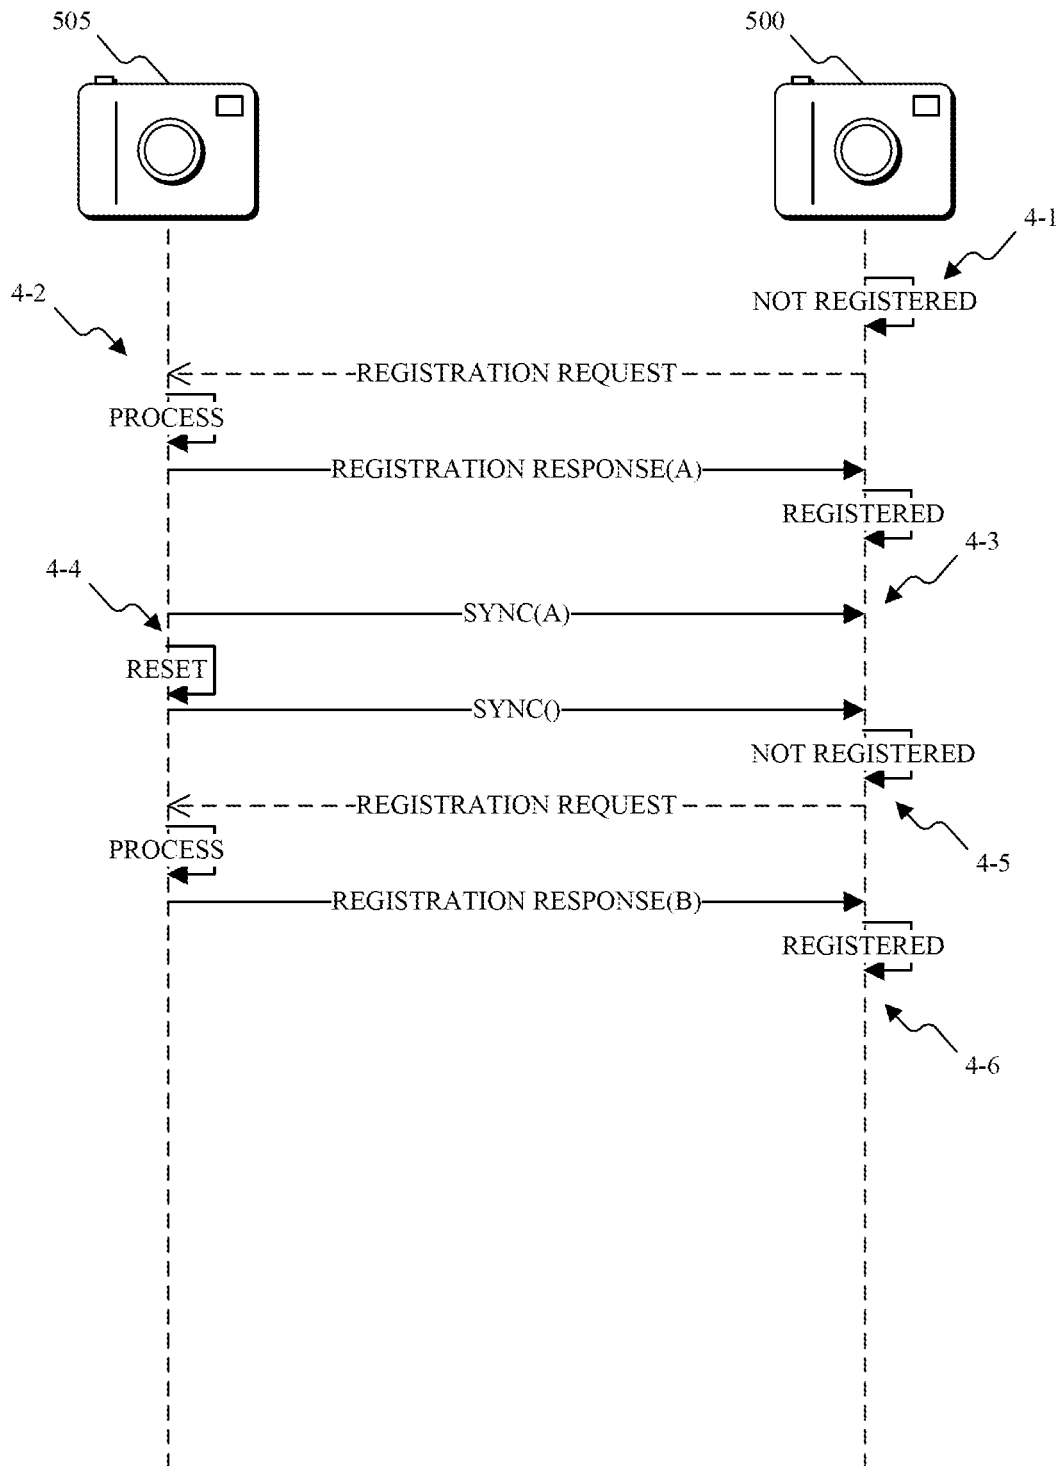 505
500
4-1
NOT REGISTERED
4-2
REGISTRATION REQUEST
PROCESS
REGISTRATION RESPONSE(A)
REGISTERED
4-3
4-4
SYNC(A)
RESET
SYNC()
NOT REGISTERED
REGISTRATION REQUEST
PROCESS
4-5
REGISTRATION RESPONSE(B)
REGISTERED
4-6